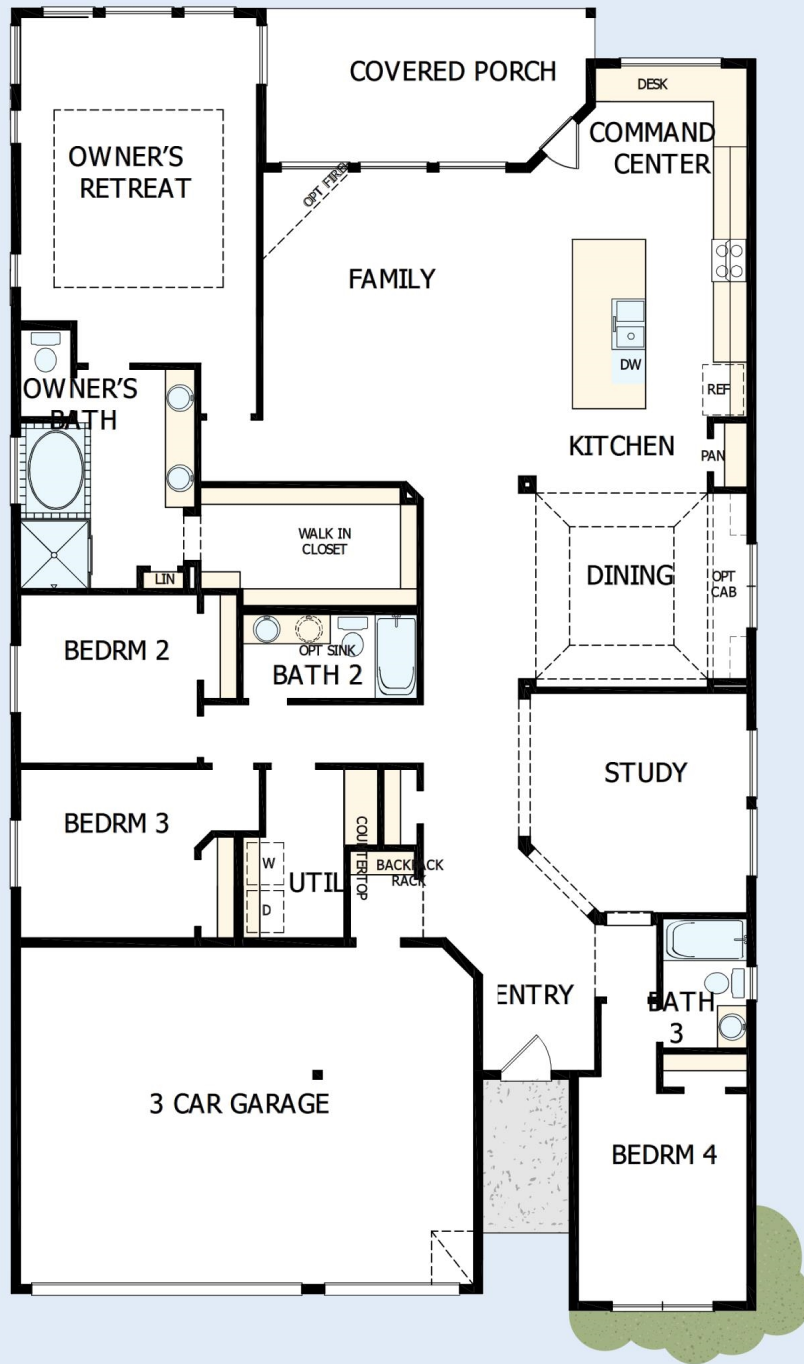 COVERED PORCH
DESK
COMMAND
CENTER
OWNER'S
RETREAT
OPT FIRE
FAMILY
DW
REF
OWNER'S
BATH
KITCHEN
PAN
WALK IN
CLOSET
LIN
DINING
OPT
CAB
BEDRM 2
OPT SINK
BATH 2
STUDY
BEDRM 3
COUNTERTOP
W
D
UTIL
BACKPACK
RACK
ENTRY
BATH
3
3 CAR GARAGE
BEDRM 4